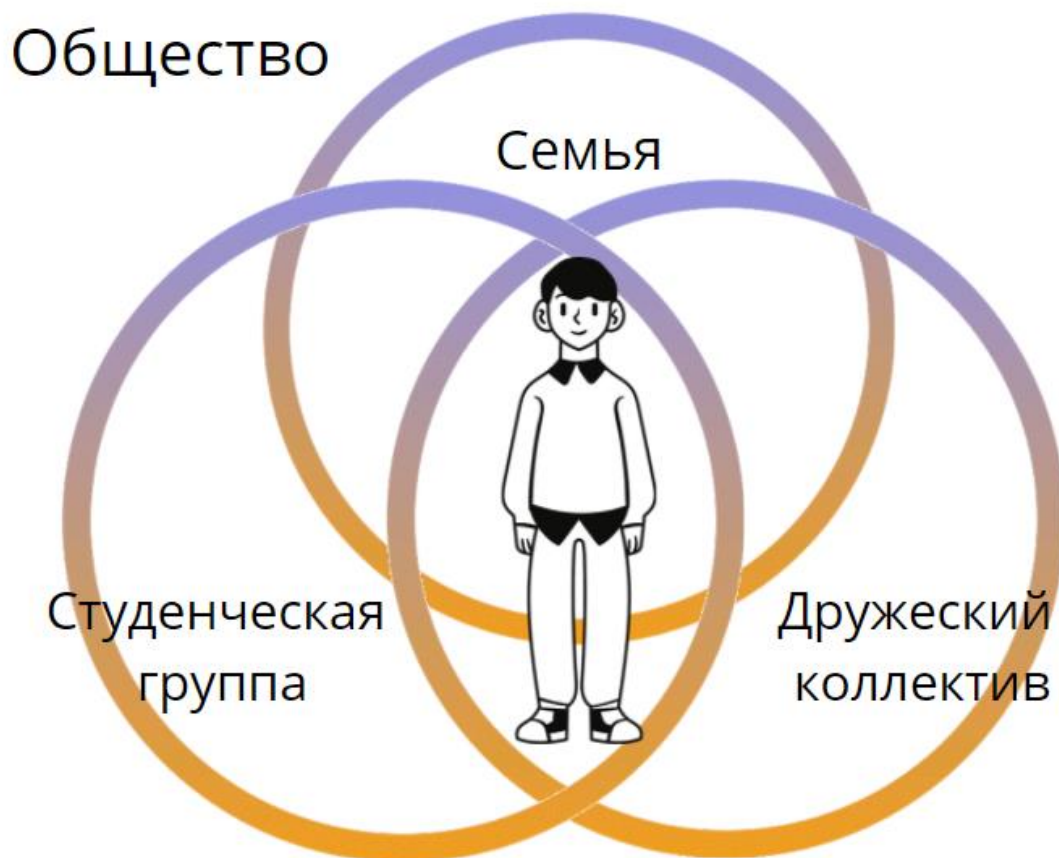 Общество
Семья
Студенческая
группа
Дружеский
коллектив